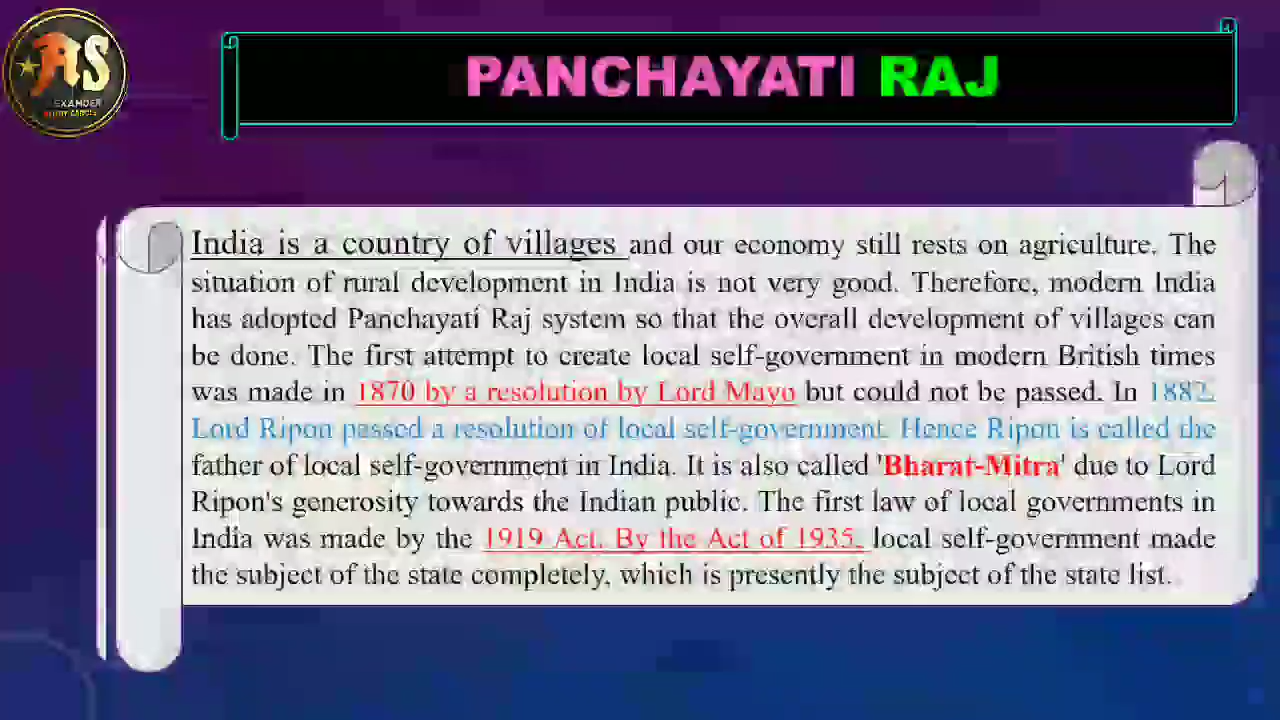 AS
PANCHAYATI RAJ
India is a country of villages and our economy still rests on agriculture. The
situation of rural development in India is not very good. Therefore, modern India
has adopted Panchayati Raj system so that the overall development of villages can
be done. The first attempt to create local self-government in modern British times
was made in 1870 by a resolution by Lord Mayo but could not be passed. In 1882,
Lord Ripon passed a resolution of local self-government. Hence Ripon is called the
father of local self-government in India. It is also called 'Bharat-Mitra' due to Lord
Ripon's generosity towards the Indian public. The first law of local governments in
India was made by the 1919 Act. By the Act of 1935, local self-government made
the subject of the state completely, which is presently the subject of the state list.